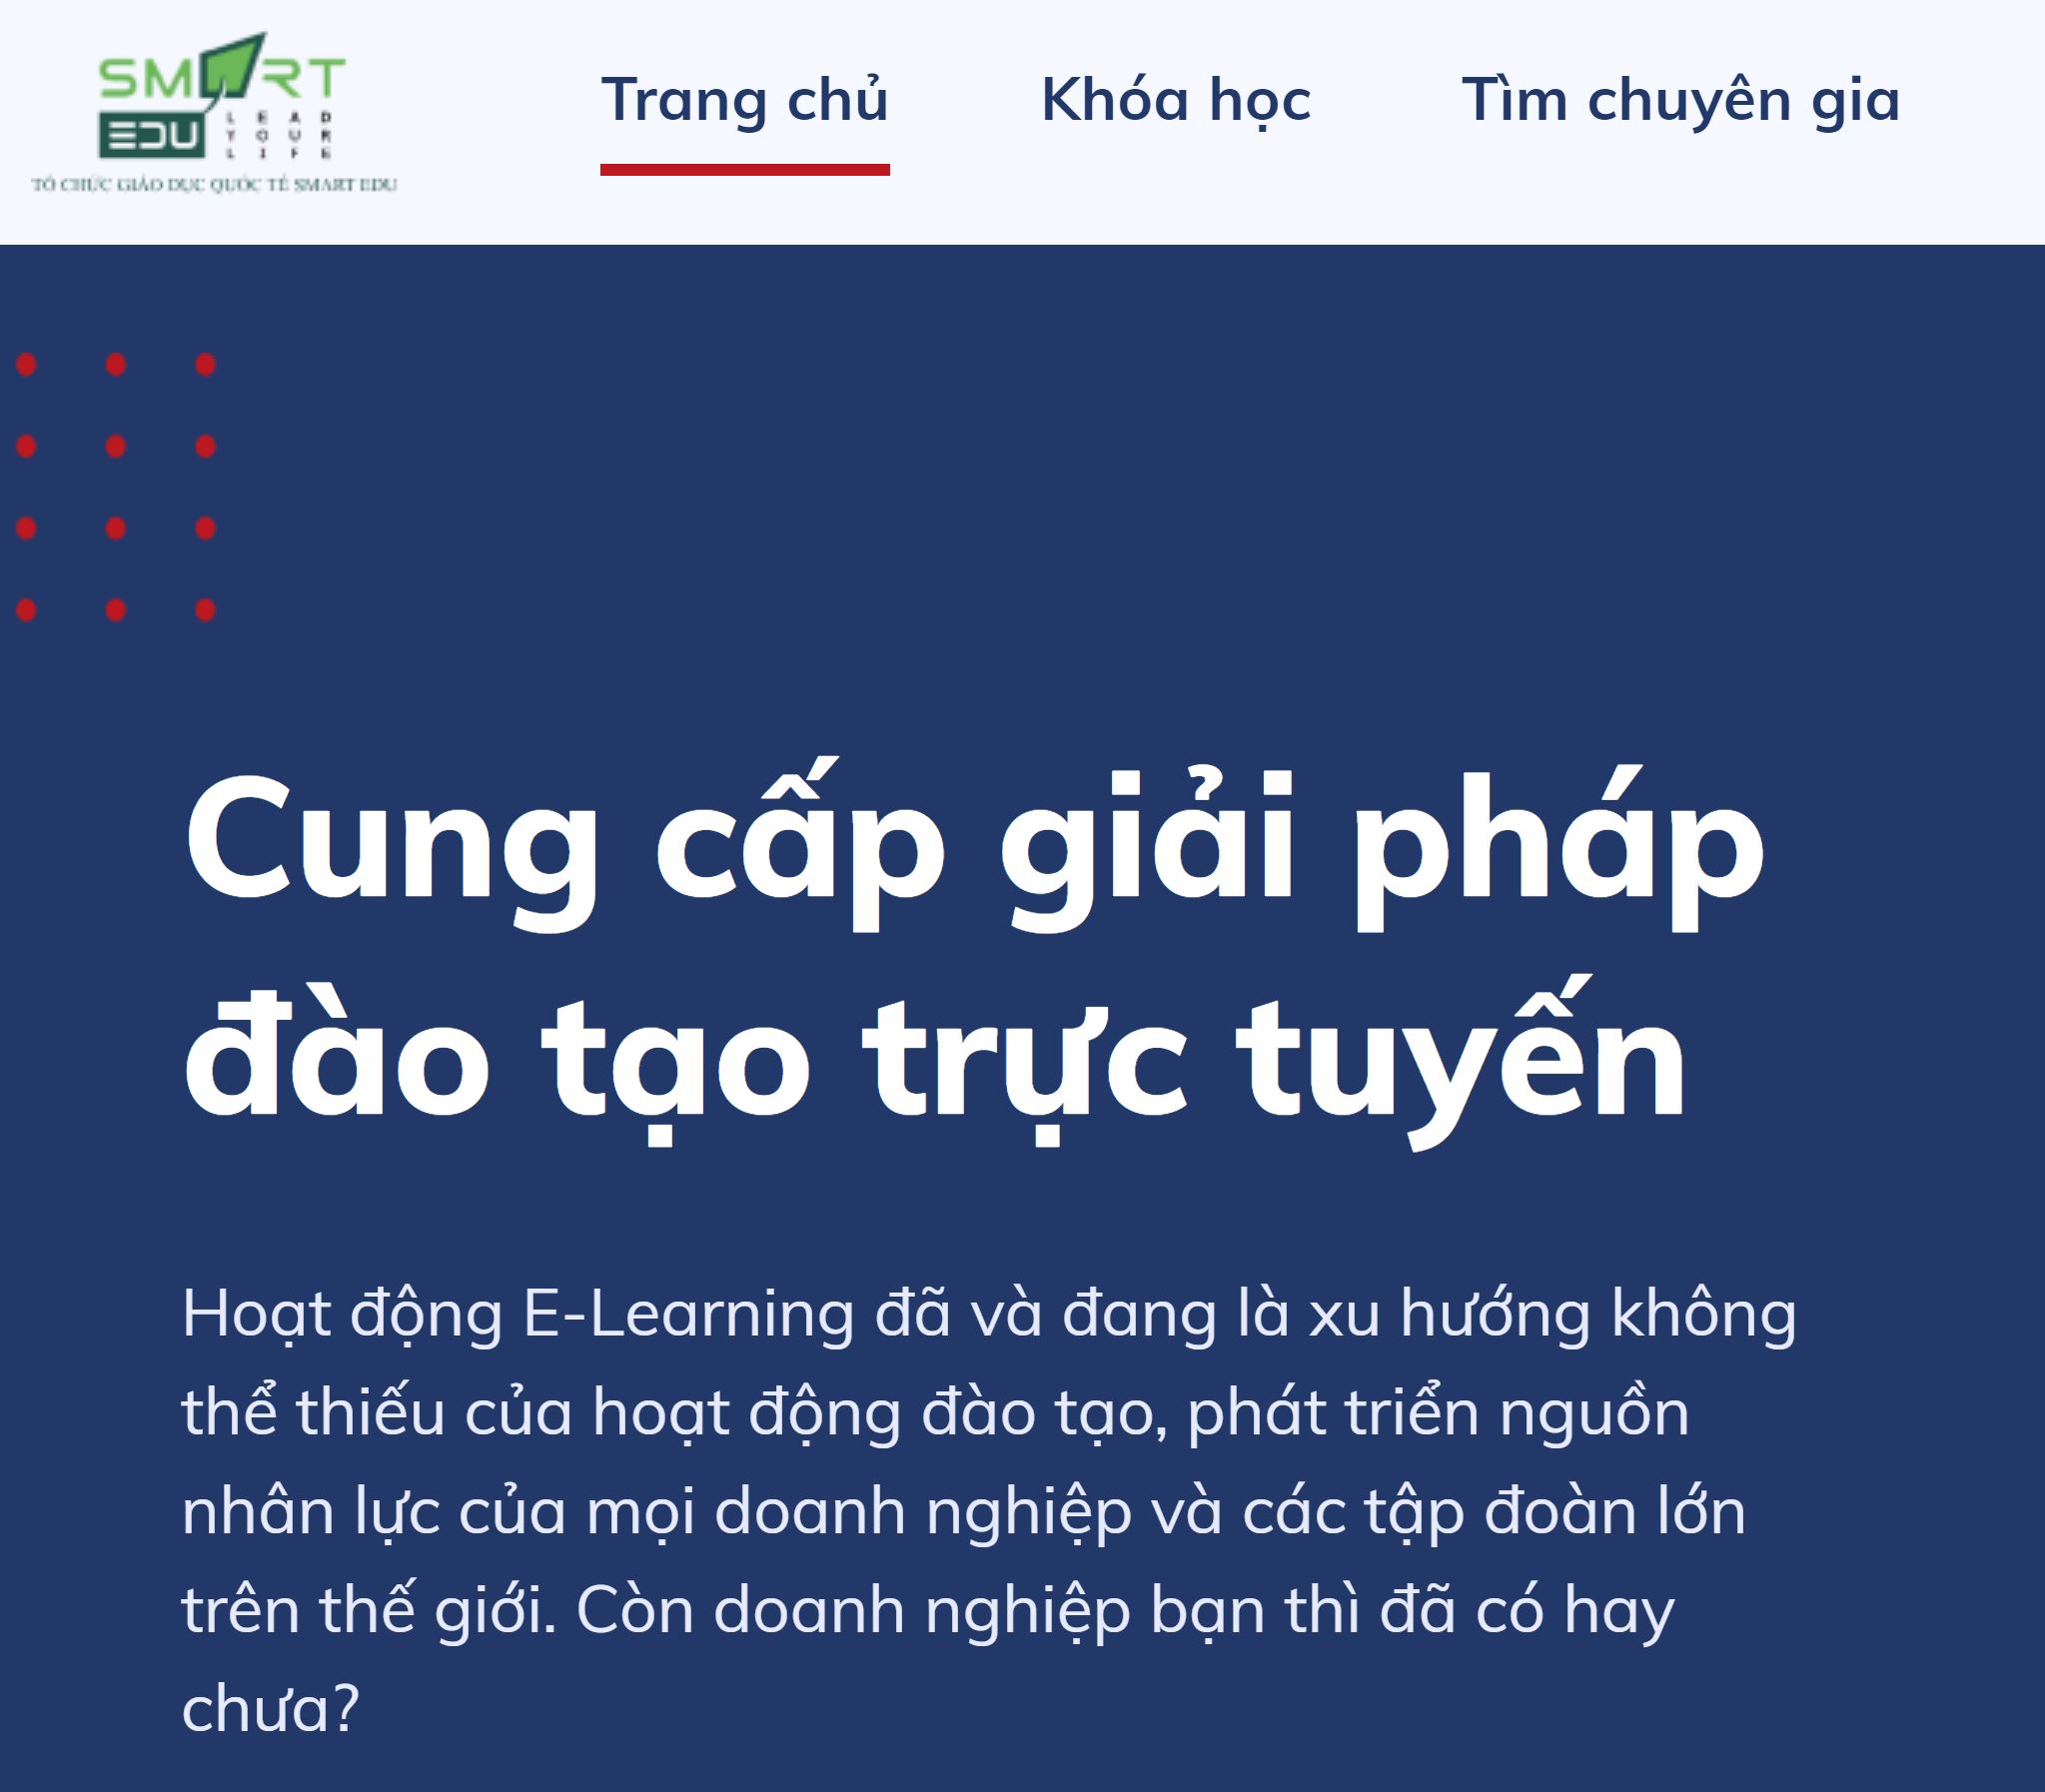 SMART
EDU
LEAD
YOUR
LIFE
TỔ CHỨC GIÁO DỤC QUỐC TẾ SMART EDU
Trang chủ
Khóa học
Tìm chuyên gia
Cung cấp giải pháp
đào tạo trực tuyến
Hoạt động E-Learning đã và đang là xu hướng không
thể thiếu của hoạt động đào tạo, phát triển nguồn
nhân lực của mọi doanh nghiệp và các tập đoàn lớn
trên thế giới. Còn doanh nghiệp bạn thì đã có hay
chưa?